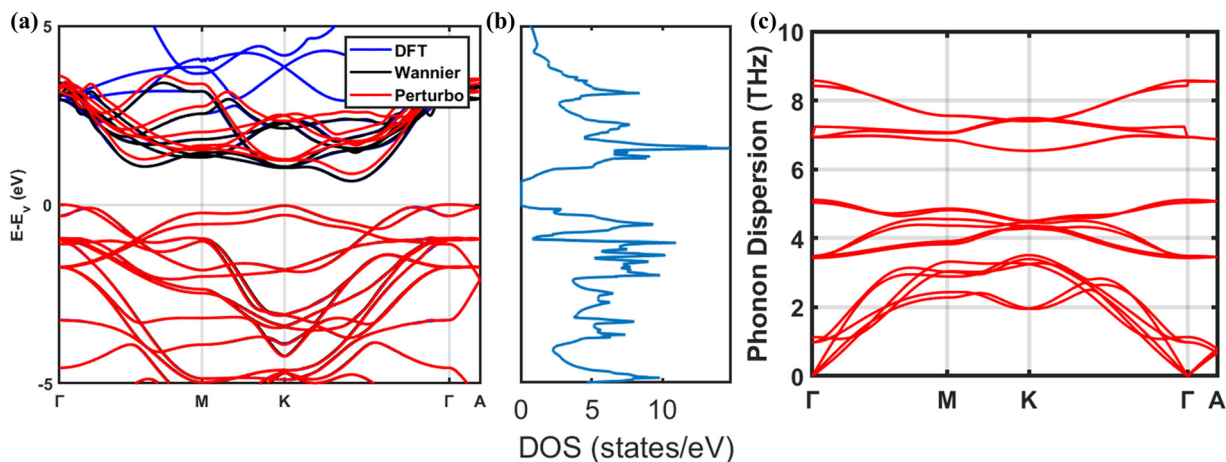 (a)
5
DFT
Wannier
Perturbo
E-E_v (eV)
0
-5
Γ M K Γ A
(b)
0 5 10
DOS (states/eV)
(c)
10
8
6
4
2
0
Phonon Dispersion (THz)
Γ M K Γ A